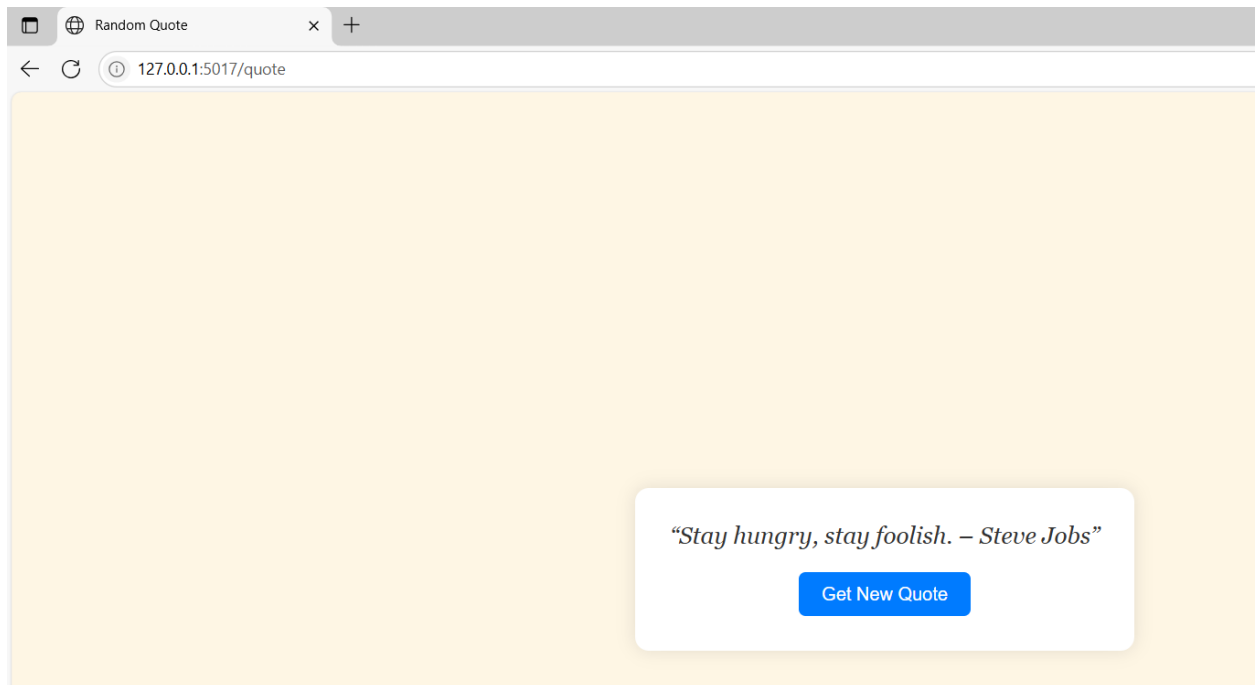 Random Quote
127.0.0.1:5017/quote
“Stay hungry, stay foolish. – Steve Jobs”
Get New Quote